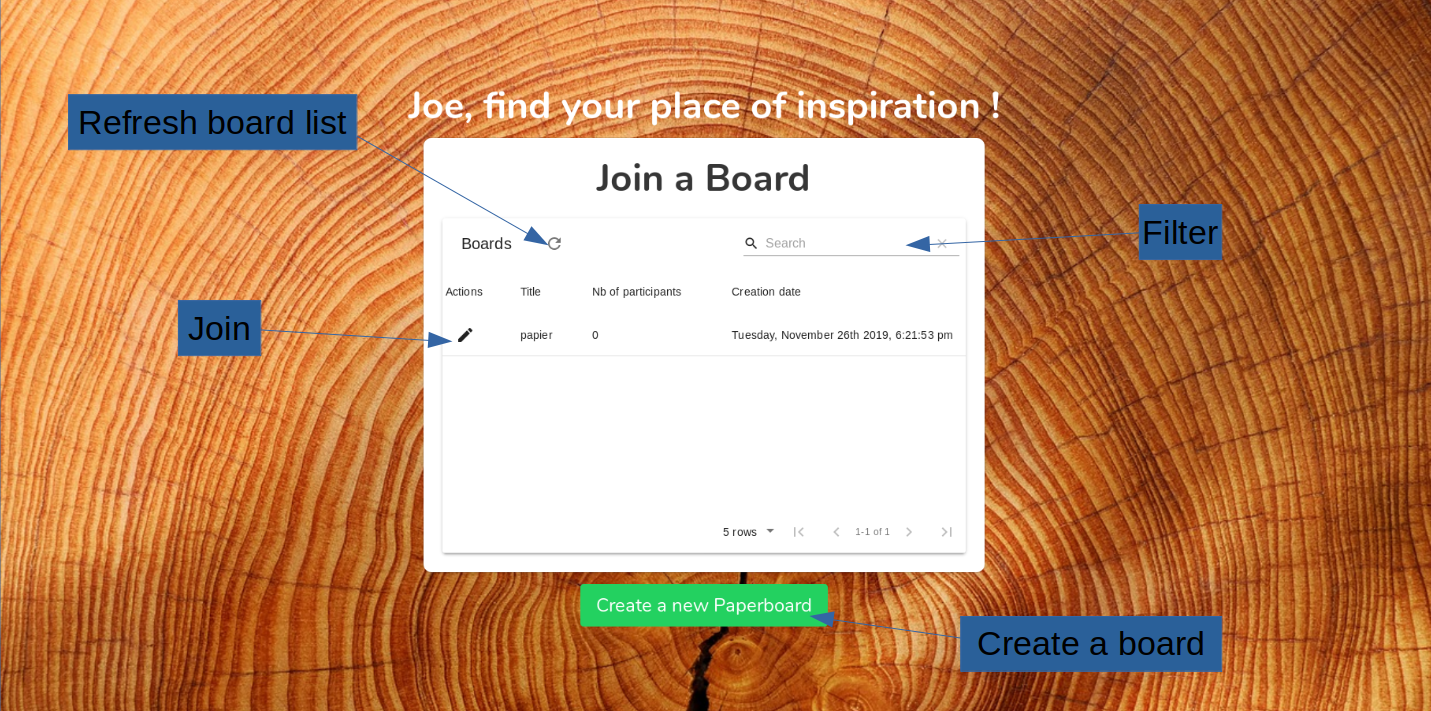 Joe, find your place of inspiration !
Refresh board list
Join a Board
Filter
Boards
Search
Actions Title Nb of participants Creation date
Join
papier 0 Tuesday, November 26th 2019, 6:21:53 pm
5 rows 1-1 of 1
Create a new Paperboard
Create a board